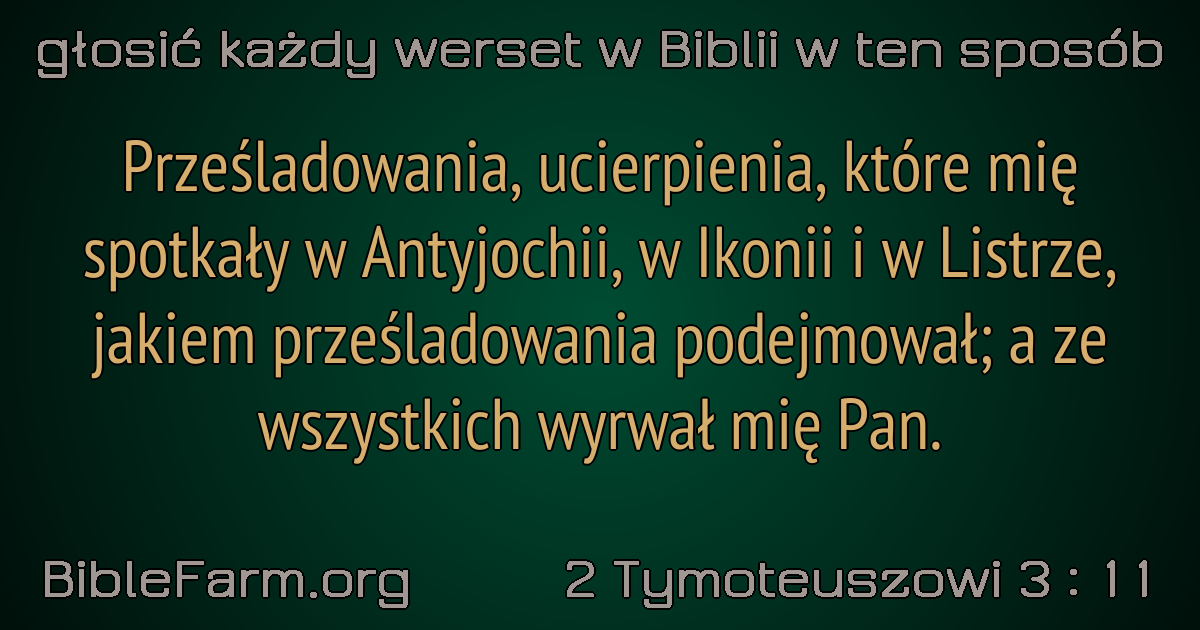 głosić każdy werset w Biblii w ten sposób
Prześladowania, ucierpienia, które mię
spotkały w Antyjochii, w Ikonii i w Listrze,
jakiem prześladowania podejmował; a ze
wszystkich wyrwał mię Pan.
BibleFarm.org
2 Tymoteuszowi 3 : 11